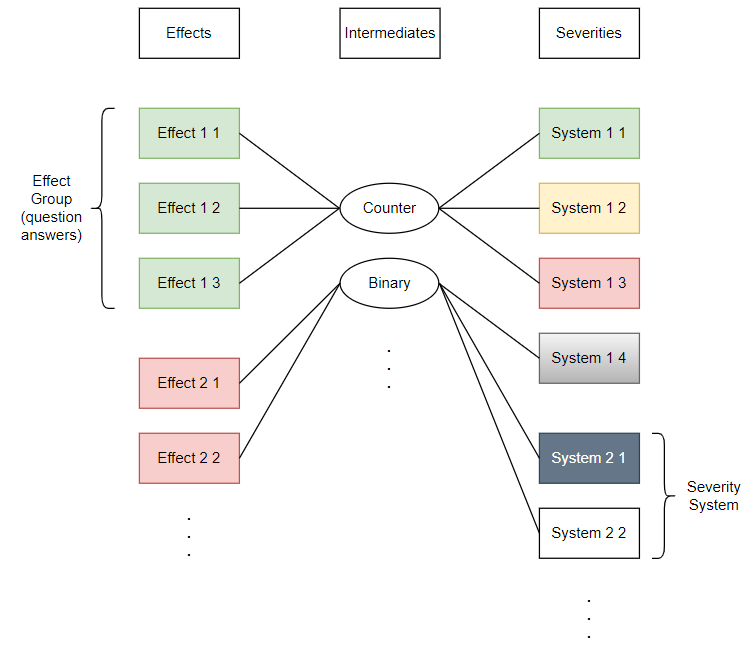 Effects
Intermediates
Severities
Effect 1 1
System 1 1
Effect
Group
(question
answers)
Effect 1 2
Counter
System 1 2
Effect 1 3
Binary
System 1 3
System 1 4
Effect 2 1
Effect 2 2
System 2 1
Severity
System
System 2 2